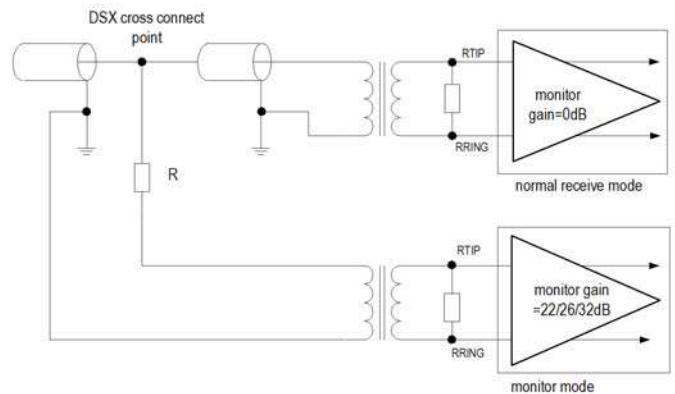 DSX cross connect
point
RTIP
monitor
gain=0dB
RRING
normal receive mode
R
RTIP
monitor gain
=22/26/32dB
RRING
monitor mode